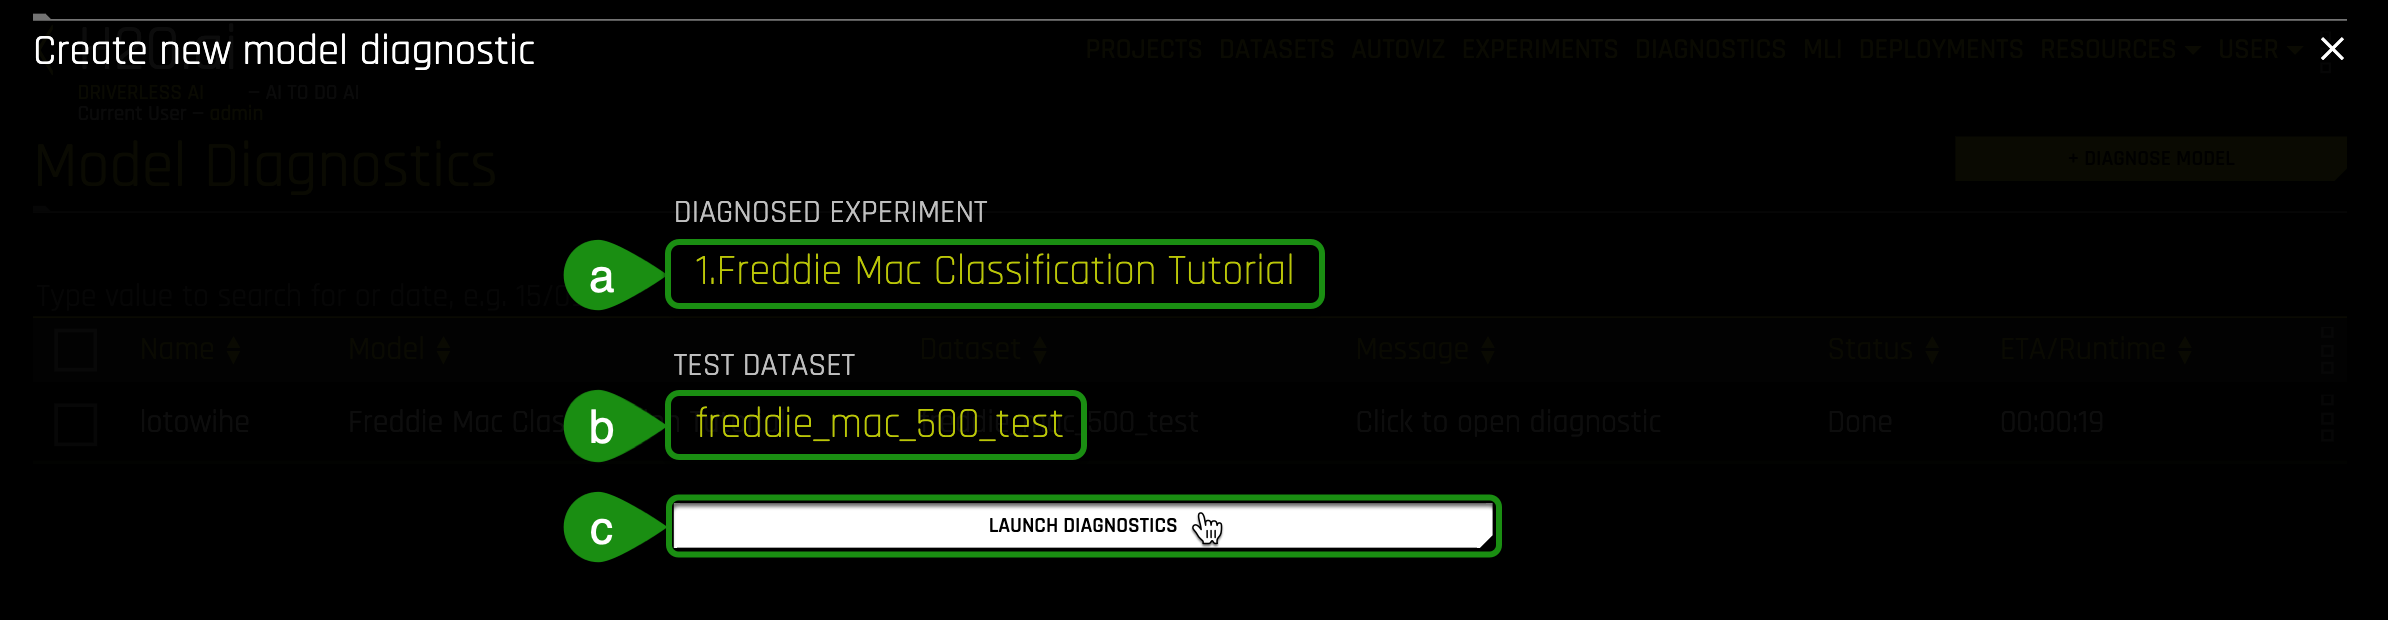 Create new model diagnostic
H2O.ai
PROJECTS DATASETS AUTOVIZ EXPERIMENTS DIAGNOSTICS MLI DEPLOYMENTS RESOURCES USER
DRIVERLESS AI — AI TO DO AI
Current User — admin
Model Diagnostics
+ DIAGNOSE MODEL
DIAGNOSED EXPERIMENT
a 1.Freddie Mac Classification Tutorial
Type value to search for or date, e.g. 15/
Name Model Dataset Message Status ETA/Runtime
TEST DATASET
b freddie_mac_500_test
lotowihe Freddie Mac Clas 500_test Click to open diagnostic Done 00:00:19
c LAUNCH DIAGNOSTICS